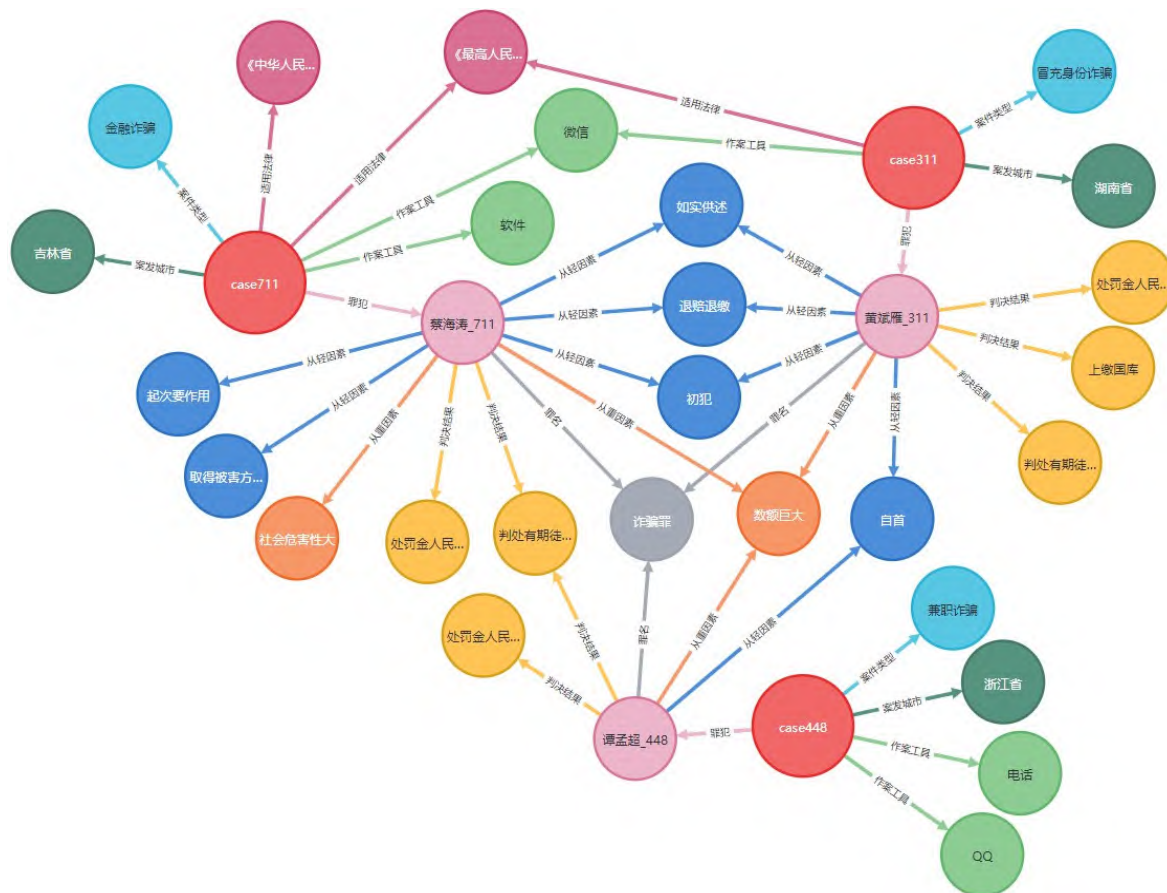 《中华人民...
《最高人民...
冒充身份诈骗
金融诈骗
适用法律
案件类型
微信
作案工具
case311
适用法律
适用法律
案发城市
湖南省
案件类型
如实供述
作案工具
软件
罪犯
吉林省
案发城市
作案工具
从轻因素
从轻因素
处罚金人民...
case711
罪犯
判决结果
蔡海涛_711
从轻因素
退赔退缴
从轻因素
黄斌雁_311
判决结果
上缴国库
从轻因素
从轻因素
从轻因素
判决结果
起次要作用
从轻因素
初犯
从重因素
判决结果
判决结果
罪名
从重因素
罪名
从重因素
从轻因素
判处有期徒...
取得被害方...
社会危害性大
处罚金人民...
判处有期徒...
诈骗罪
数额巨大
自首
兼职诈骗
处罚金人民...
判决结果
罪名
从重因素
从轻因素
案件类型
浙江省
判决结果
案发城市
谭孟超_448
罪犯
case448
作案工具
电话
作案工具
QQ